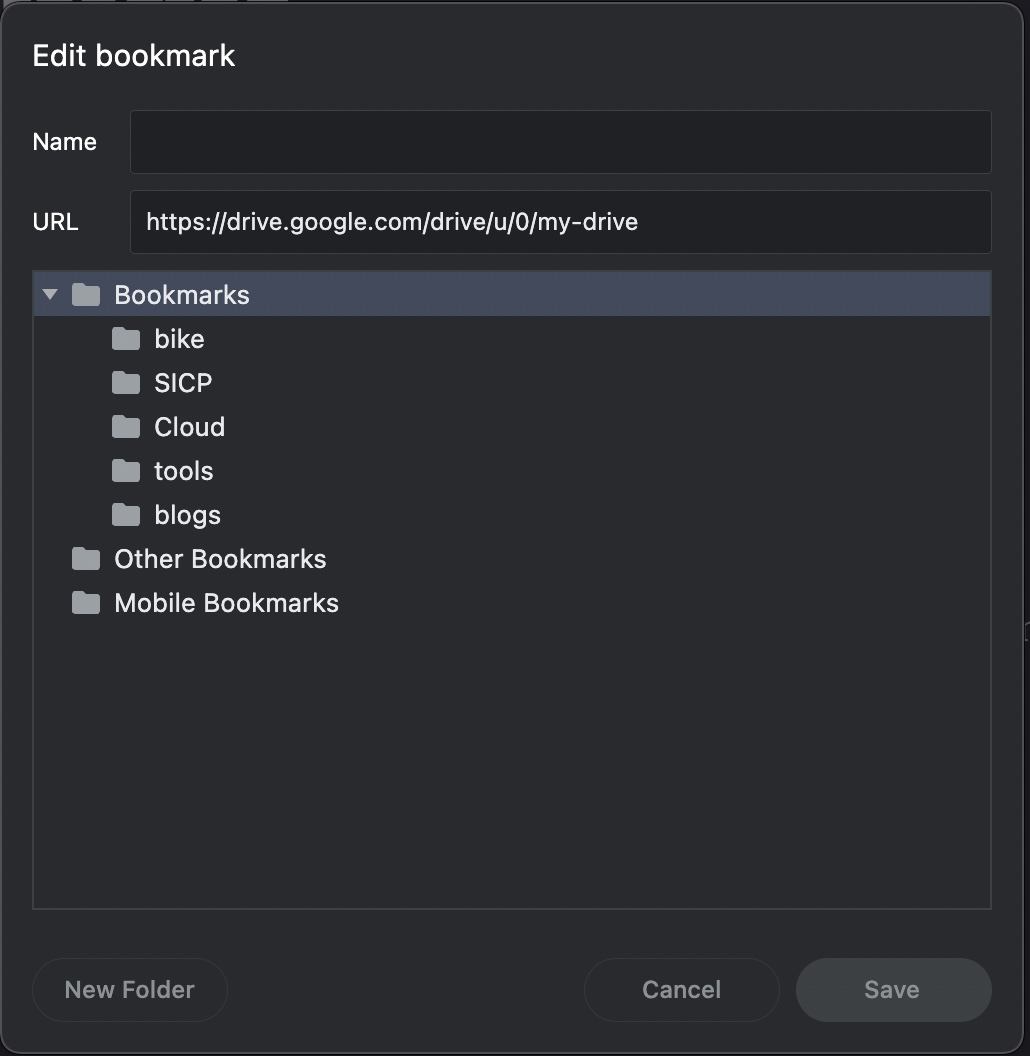 Edit bookmark
Name
URL https://drive.google.com/drive/u/0/my-drive
Bookmarks
bike
SICP
Cloud
tools
blogs
Other Bookmarks
Mobile Bookmarks
New Folder Cancel Save